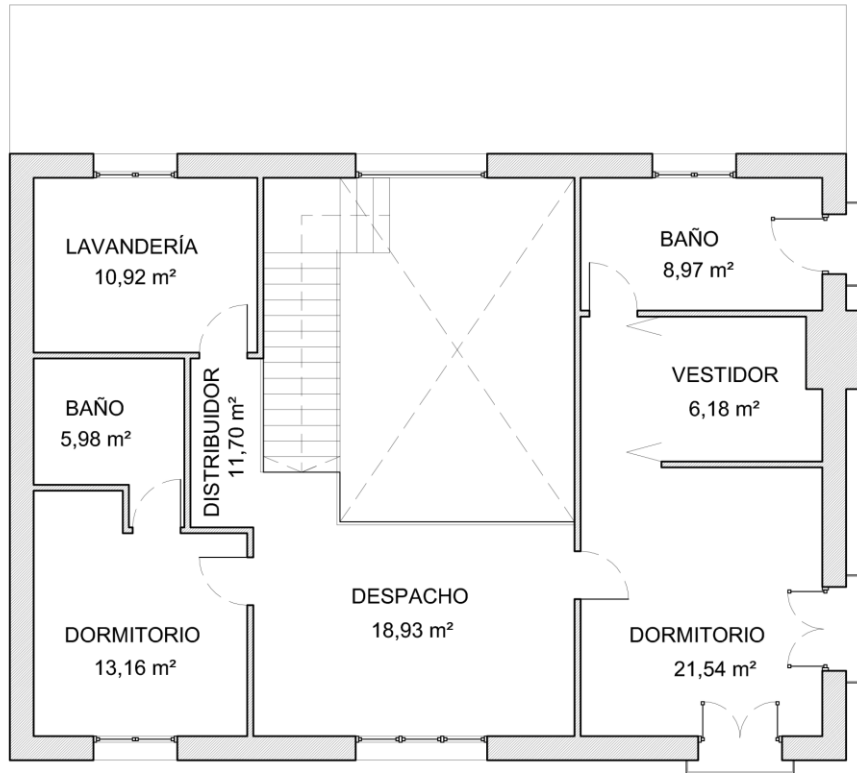 LAVANDERÍA
10,92 m²
BAÑO
8,97 m²
VESTIDOR
6,18 m²
BAÑO
5,98 m²
DISTRIBUIDOR
11,70 m²
DESPACHO
18,93 m²
DORMITORIO
13,16 m²
DORMITORIO
21,54 m²